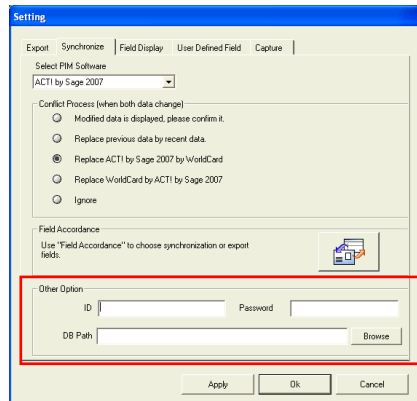 Setting
Export Synchronize Field Display User Defined Field Capture
Select PIM Software
ACT! by Sage 2007
Conflict Process (when both data change)
Modified data is displayed, please confirm it.
Replace previous data by recent data.
Replace ACT! by Sage 2007 by WorldCard
Replace WorldCard by ACT! by Sage 2007
Ignore
Field Accordance
Use "Field Accordance" to choose synchronization or export
fields.
Other Option
ID Password
DB Path Browse
Apply Ok Cancel